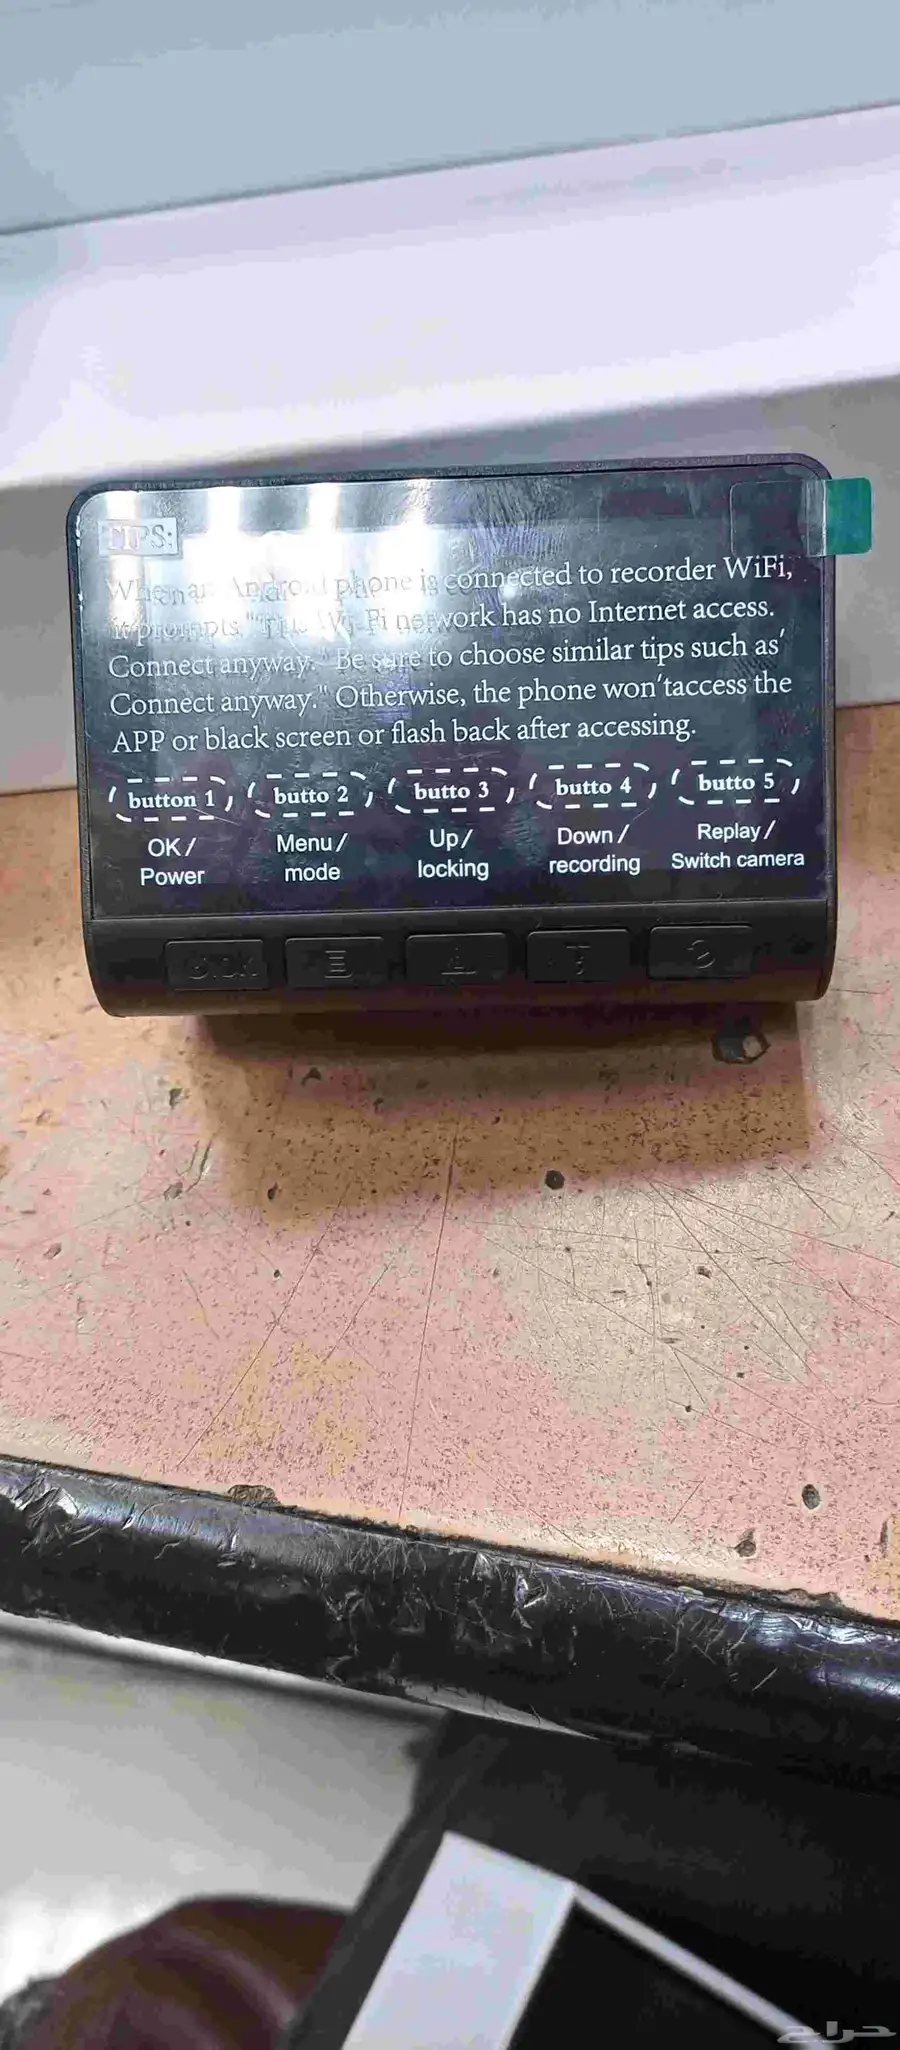 TIPS:
When an Android phone is connected to recorder WiFi,
it prompts,"The Wi-Fi network has no Internet access.
Connect anyway." Be sure to choose similar tips such as'
Connect anyway." Otherwise, the phone won'taccess the
APP or black screen or flash back after accessing.
button 1 butto 2 butto 3 butto 4 butto 5
OK/ Menu/ Up/ Down/ Replay/
Power mode locking recording Switch camera
حراج